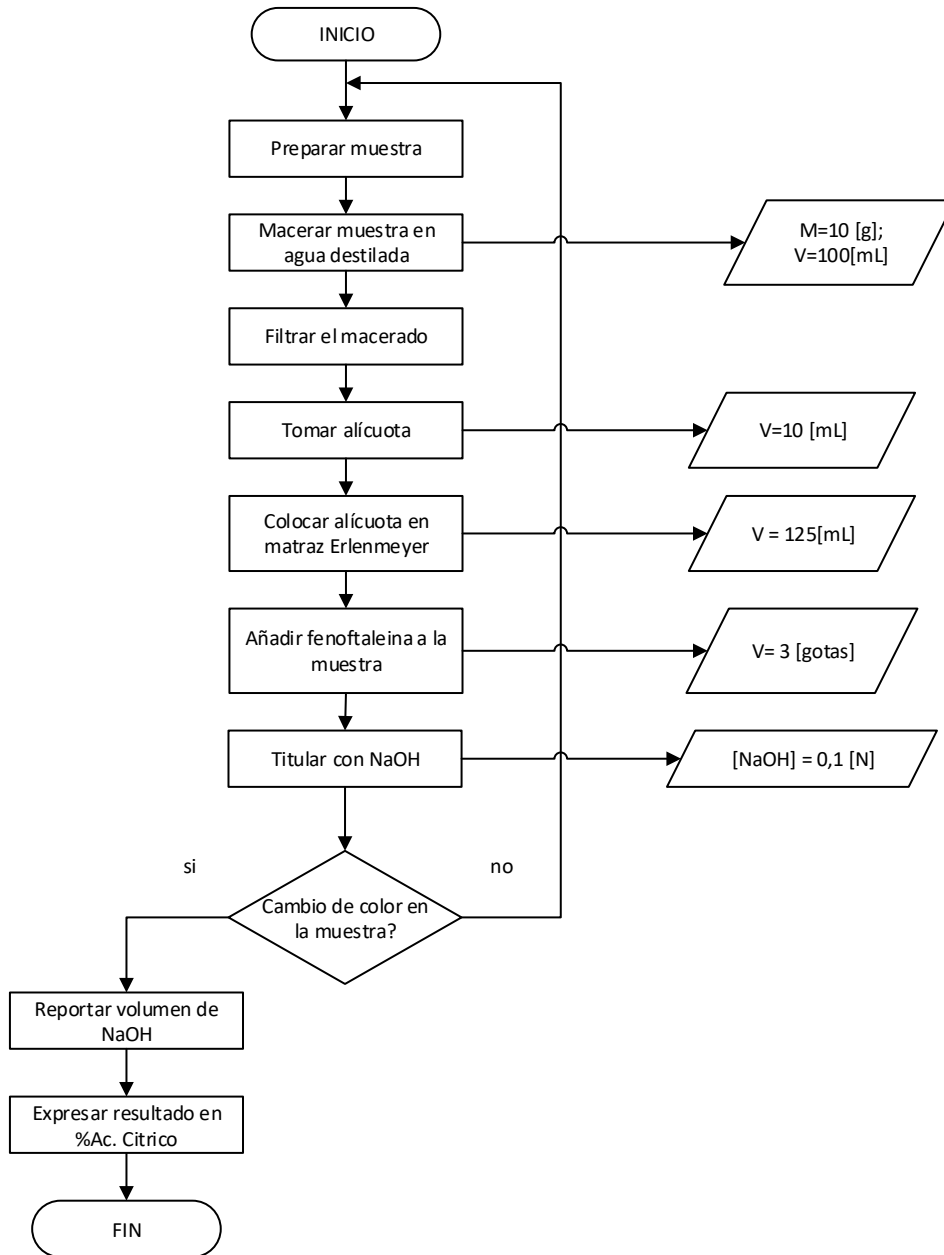 INICIO
Preparar muestra
Macerar muestra en
agua destilada
M=10 [g];
V=100[mL]
Filtrar el macerado
Tomar alícuota
V=10 [mL]
Colocar alícuota en
matraz Erlenmeyer
V = 125[mL]
Añadir fenoftaleina a la
muestra
V= 3 [gotas]
Titular con NaOH
[NaOH] = 0,1 [N]
si
no
Cambio de color en
la muestra?
Reportar volumen de
NaOH
Expresar resultado en
%Ac. Citrico
FIN